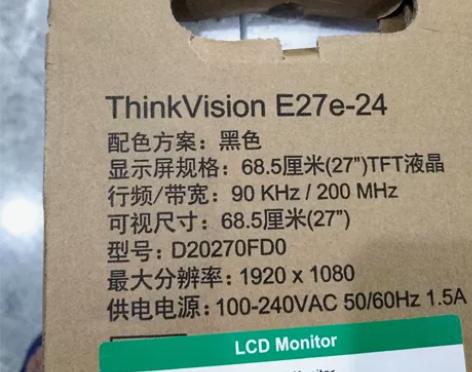 ThinkVision E27e-24
配色方案：黑色
显示屏规格：68.5厘米(27")TFT液晶
行频/带宽：90 KHz / 200 MHz
可视尺寸：68.5厘米(27")
型号：D20270FD0
最大分辨率：1920 x 1080
供电电源：100-240VAC 50/60Hz 1.5A
LCD Monitor